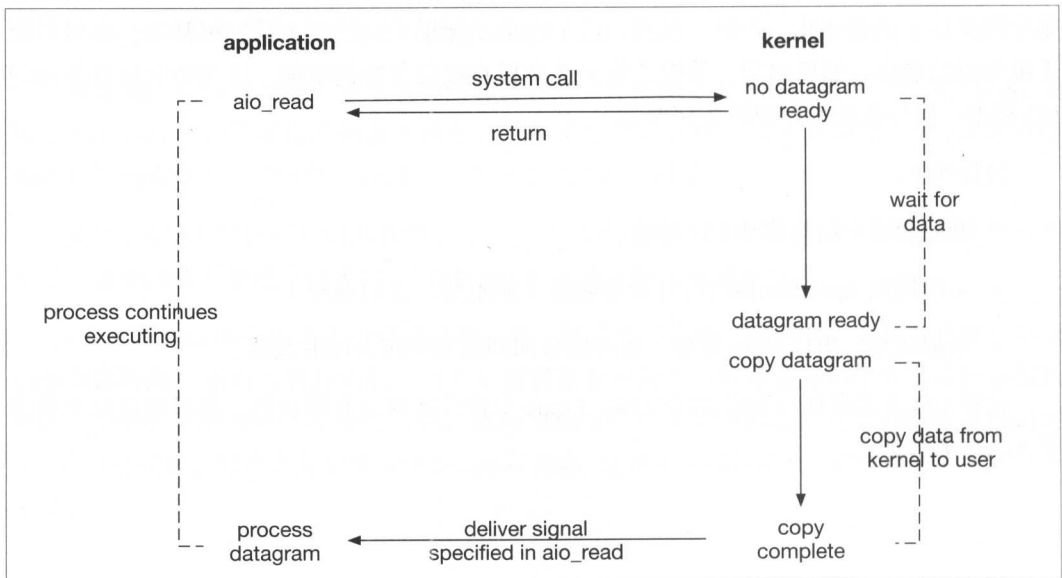 application
kernel
system call
aio_read
no datagram
ready
return
wait for
data
process continues
executing
datagram ready
copy datagram
copy data from
kernel to user
process
datagram
deliver signal
specified in aio_read
copy
complete